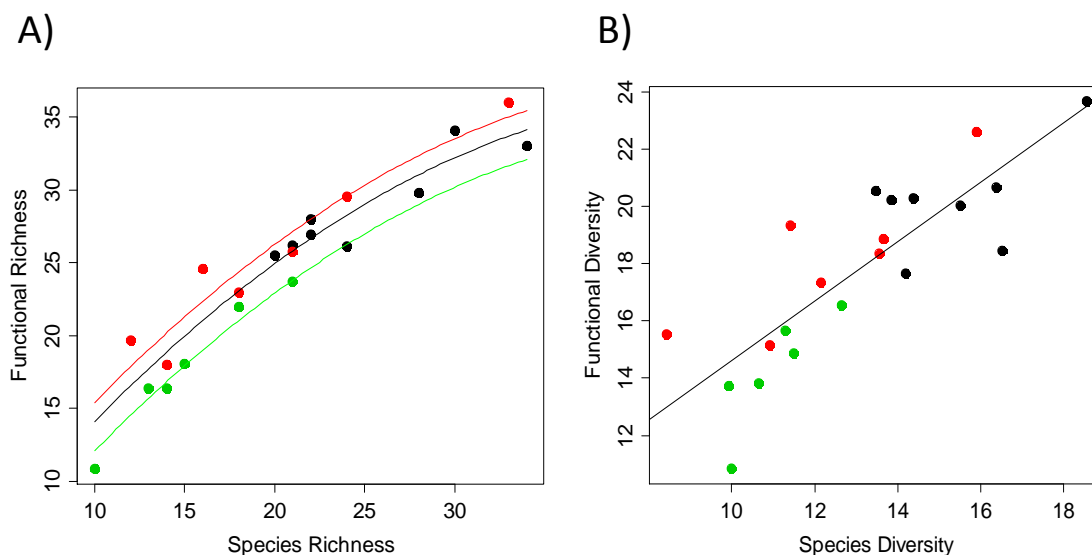 A)
B)
Functional Richness
35
30
25
20
15
10
10 15 20 25 30
Species Richness
Functional Diversity
24
22
20
18
16
14
12
10 12 14 16 18
Species Diversity